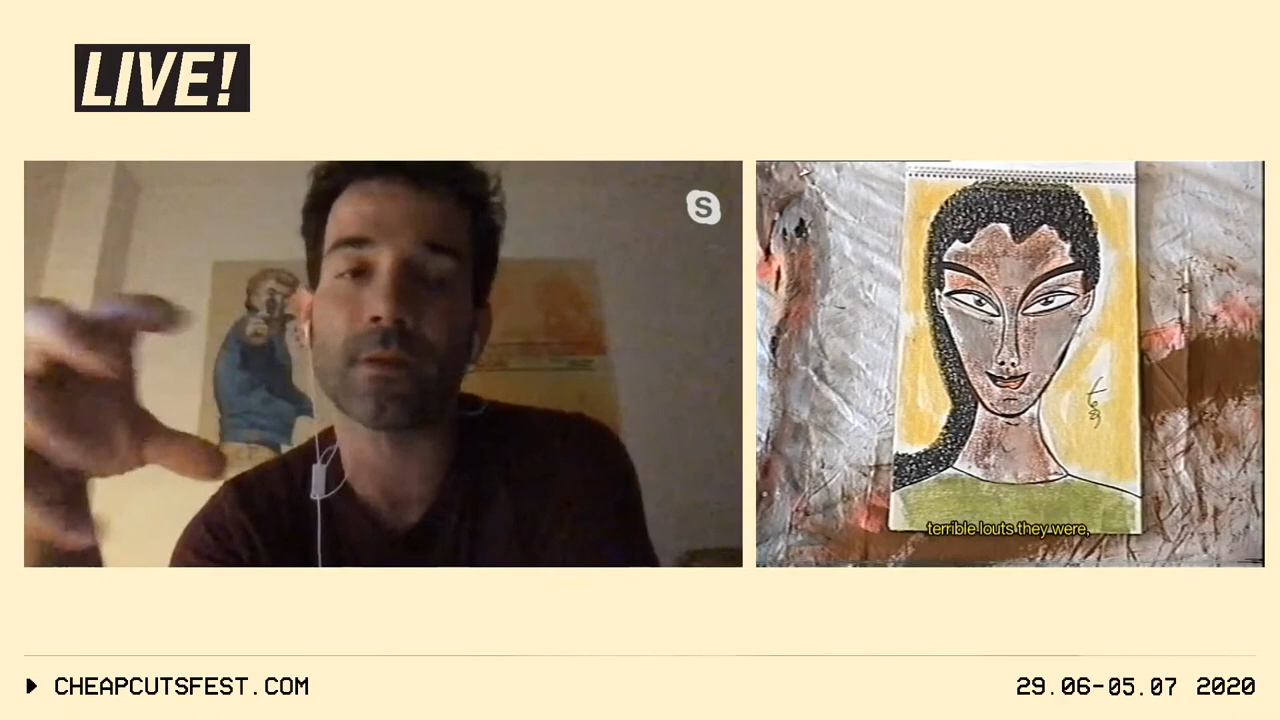 LIVE!
S
terrible louts they were,
CHEAPCUTSFEST.COM
29.06-05.07 2020